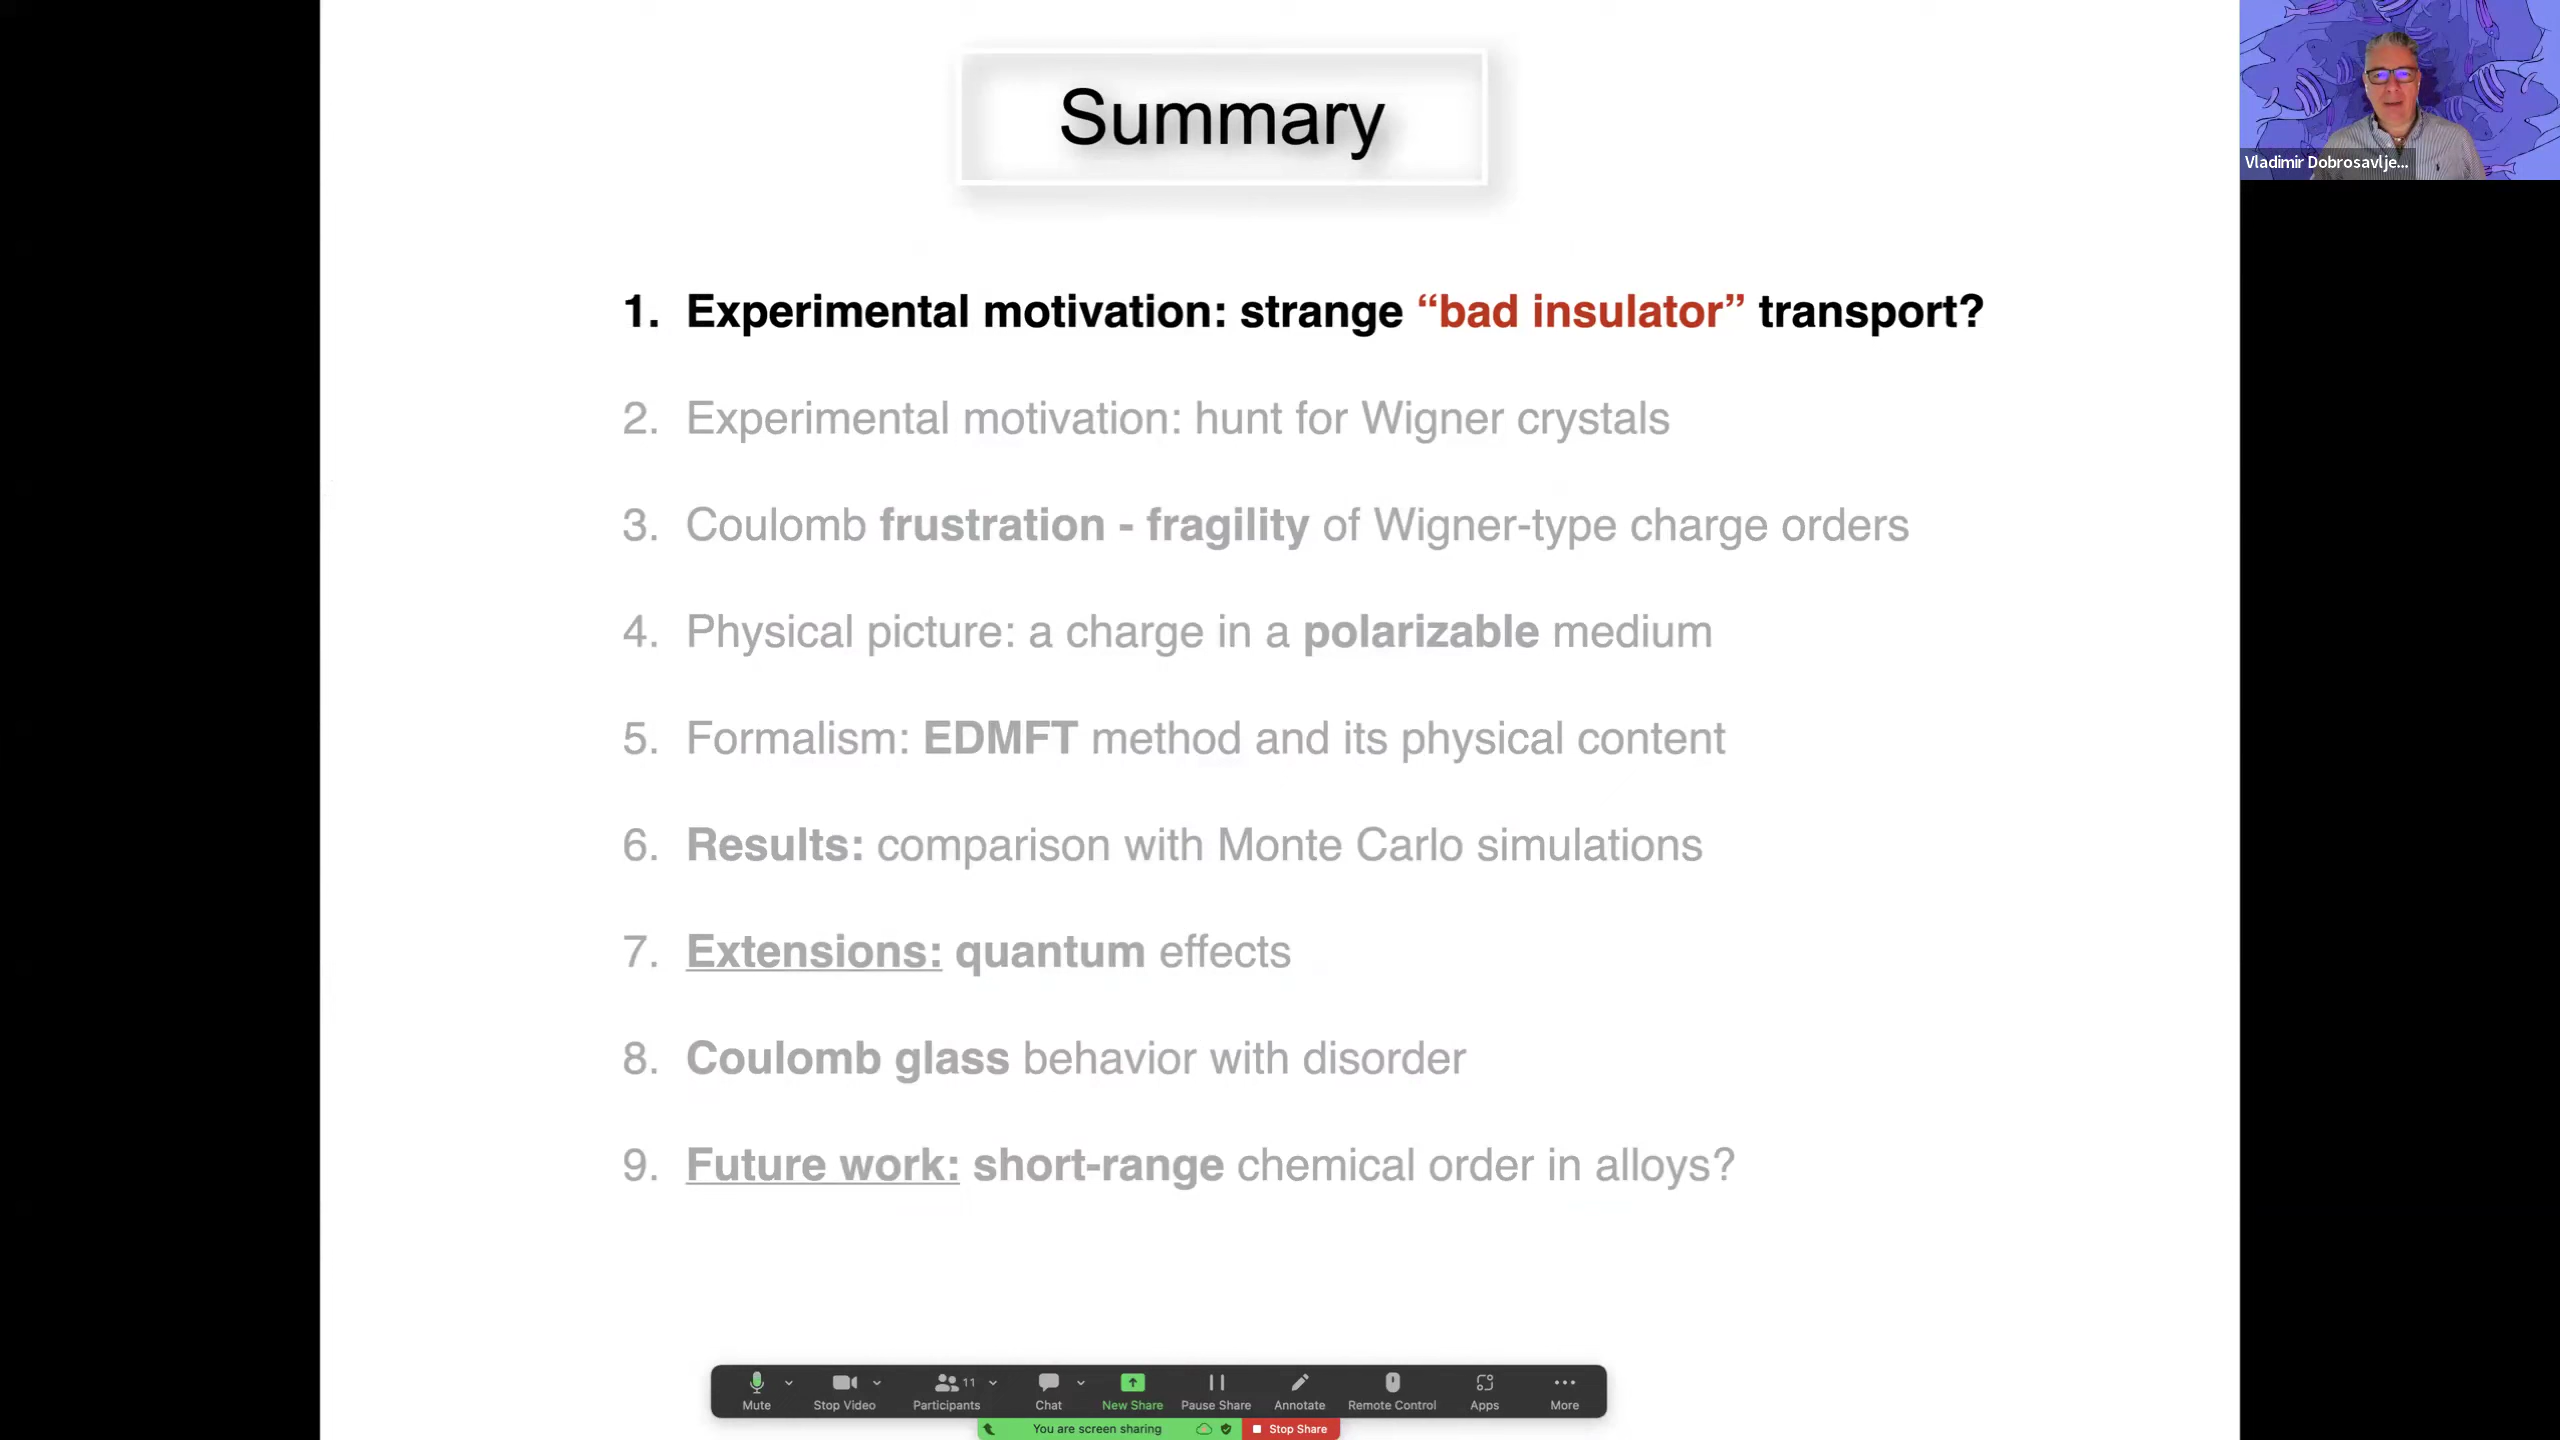 Summary
Vladimir Dobrosavlje...
1. Experimental motivation: strange “bad insulator” transport?
2. Experimental motivation: hunt for Wigner crystals
3. Coulomb frustration - fragility of Wigner-type charge orders
4. Physical picture: a charge in a polarizable medium
5. Formalism: EDMFT method and its physical content
6. Results: comparison with Monte Carlo simulations
7. Extensions: quantum effects
8. Coulomb glass behavior with disorder
9. Future work: short-range chemical order in alloys?
11
Mute Stop Video Participants Chat New Share Pause Share Annotate Remote Control Apps More
You are screen sharing Stop Share